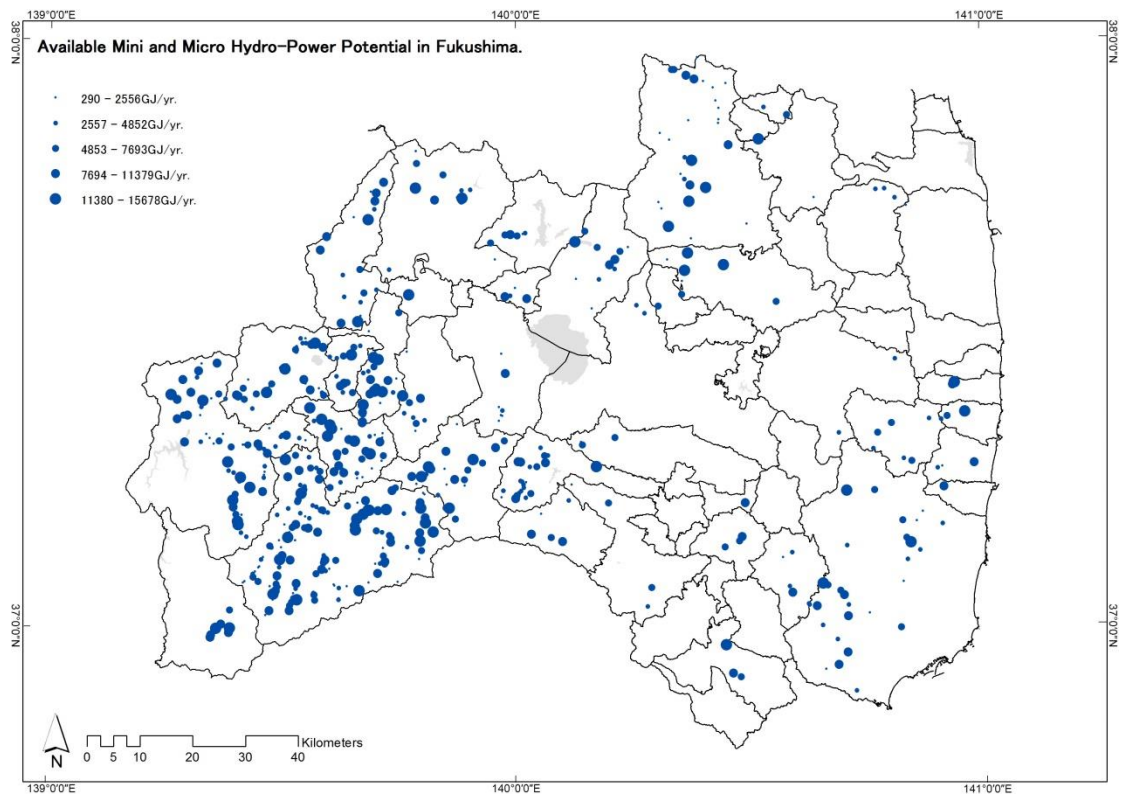 139°0'0"E 140°0'0"E 141°0'0"E
38°0'0"N 38°0'0"N
Available Mini and Micro Hydro-Power Potential in Fukushima.
290 - 2556GJ/yr.
2557 - 4852GJ/yr.
4853 - 7693GJ/yr.
7694 - 11379GJ/yr.
11380 - 15678GJ/yr.
37°0'0"N 37°0'0"N
N
Kilometers
0 5 10 20 30 40
139°0'0"E 140°0'0"E 141°0'0"E